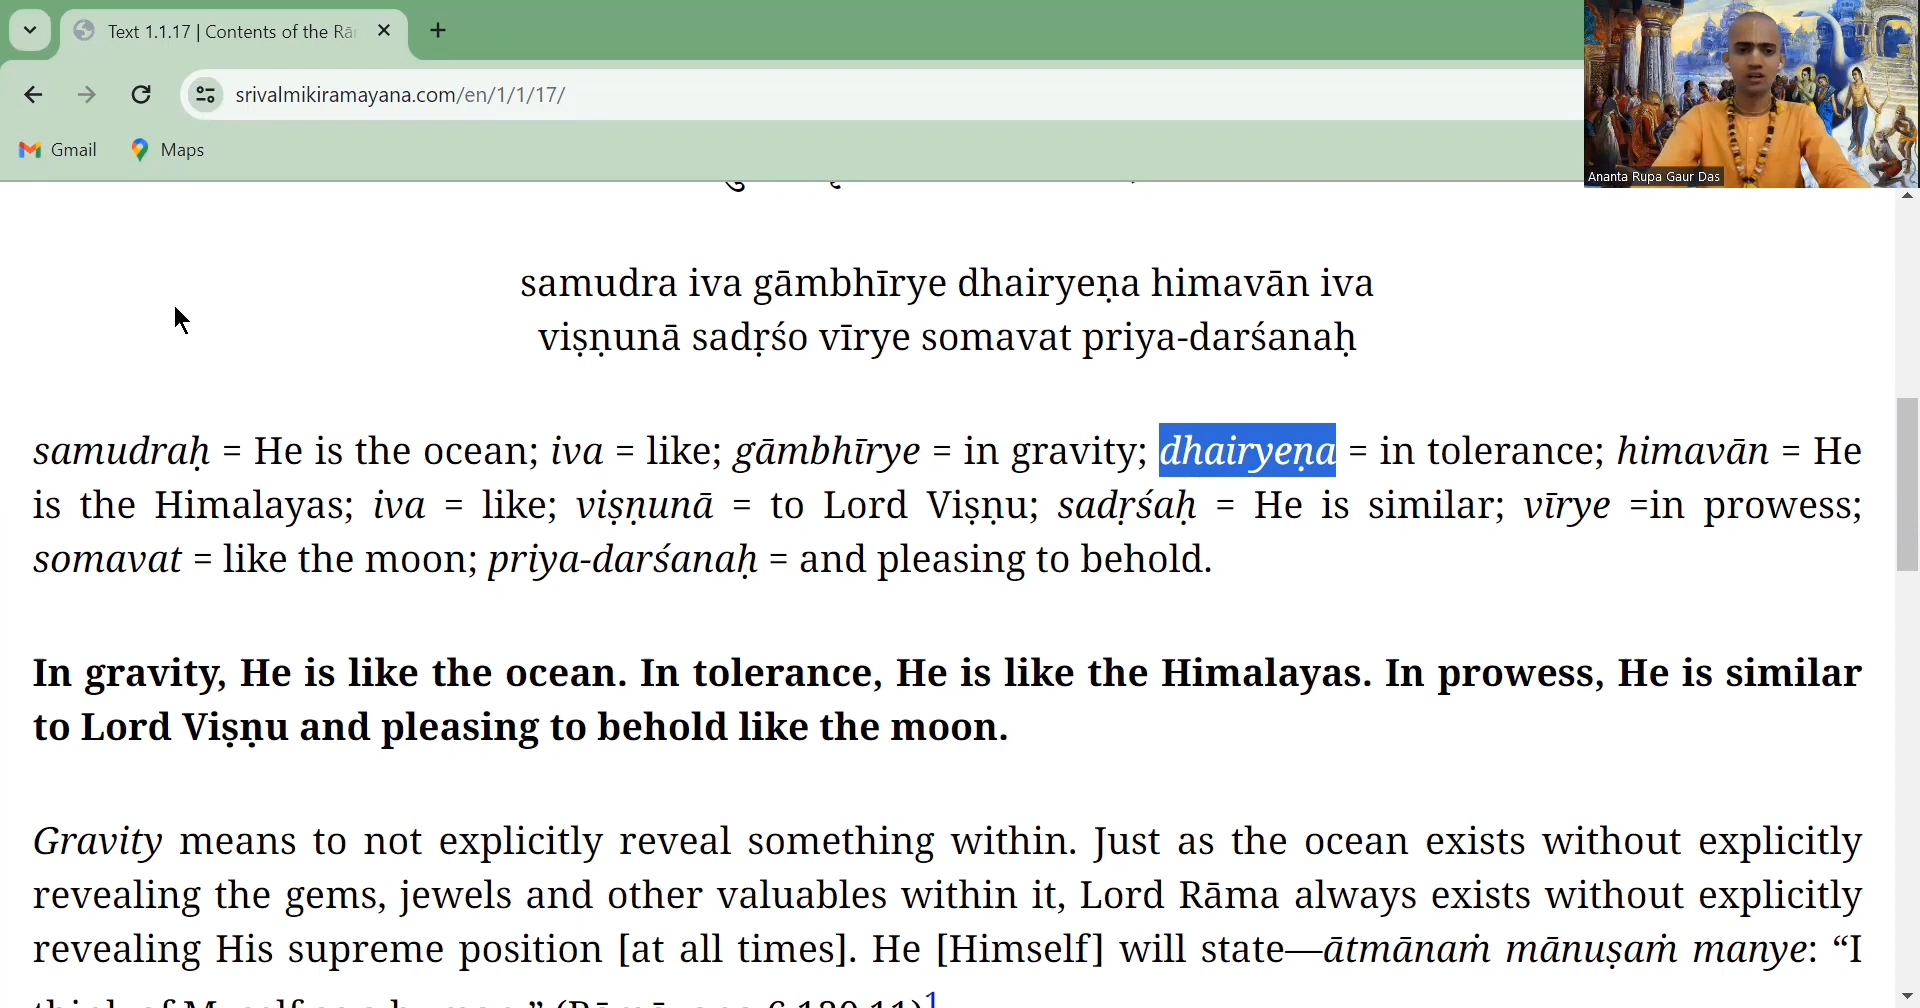 Text 1.1.17 | Contents of the Rā
srivalmikiramayana.com/en/1/1/17/
Gmail Maps
Ananta Rupa Gaur Das
samudra iva gāmbhīrye dhairyeṇa himavān iva
viṣṇunā sadṛśo vīrye somavat priya-darśanaḥ
samudraḥ = He is the ocean; iva = like; gāmbhīrye = in gravity; dhairyeṇa = in tolerance; himavān = He
is the Himalayas; iva = like; viṣṇunā = to Lord Viṣṇu; sadṛśaḥ = He is similar; vīrye =in prowess;
somavat = like the moon; priya-darśanaḥ = and pleasing to behold.
In gravity, He is like the ocean. In tolerance, He is like the Himalayas. In prowess, He is similar
to Lord Viṣṇu and pleasing to behold like the moon.
Gravity means to not explicitly reveal something within. Just as the ocean exists without explicitly
revealing the gems, jewels and other valuables within it, Lord Rāma always exists without explicitly
revealing His supreme position [at all times]. He [Himself] will state—ātmānaṁ mānuṣaṁ manye: “I